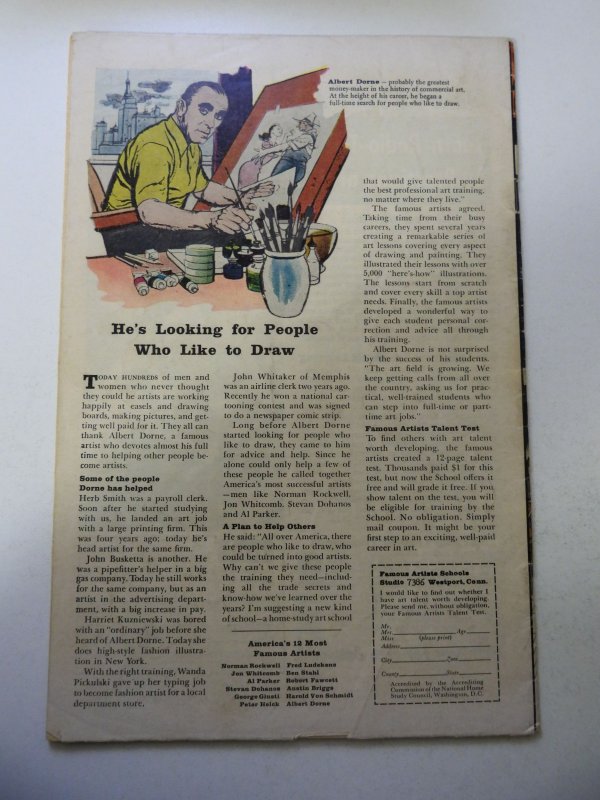 Albert Dorne — probably the greatest
money-maker in the history of commercial art.
At the height of his career, he began a
full-time search for people who like to draw.
He's Looking for People
Who Like to Draw
TODAY HUNDREDS of men and
women who never thought
they could be artists are working
happily at easels and drawing
boards, making pictures, and get-
ting well paid for it. They all can
thank Albert Dorne, a famous
artist who devotes almost his full
time to helping other people be-
come artists.
Some of the people
Dorne has helped
Herb Smith was a payroll clerk.
Soon after he started studying
with us, he landed an art job
with a large printing firm. This
was four years ago; today he's
head artist for the same firm.
John Busketta is another. He
was a pipefitter's helper in a big
gas company. Today he still works
for the same company, but as an
artist in the advertising depart-
ment, with a big increase in pay.
Harriet Kuzniewski was bored
with an "ordinary" job before she
heard of Albert Dorne. Today she
does high-style fashion illustra-
tion in New York.
With the right training, Wanda
Pickulski gave up her typing job
to become fashion artist for a local
department store.
John Whitaker of Memphis
was an airline clerk two years ago.
Recently he won a national car-
tooning contest and was signed
to do a newspaper comic strip.
Long before Albert Dorne
started looking for people who
like to draw, they came to him
for advice and help. Since he
alone could only help a few of
these people he called together
America's most successful artists
—men like Norman Rockwell,
Jon Whitcomb, Stevan Dohanos
and Al Parker.
A Plan to Help Others
He said: "All over America, there
are people who like to draw, who
could be turned into good artists.
Why can't we give these people
the training they need—includ-
ing all the trade secrets and
know-how we've learned over the
years? I'm suggesting a new kind
of school—a home-study art school
America's 12 Most
Famous Artists
Norman Rockwell Fred Ludekens
Jon Whitcomb Ben Stahl
Al Parker Robert Fawcett
Stevan Dohanos Austin Briggs
George Giusti Harold Von Schmidt
Peter Helck Albert Dorne
that would give talented people
the best professional art training,
no matter where they live."
The famous artists agreed.
Taking time from their busy
careers, they spent several years
creating a remarkable series of
art lessons covering every aspect
of drawing and painting. They
illustrated their lessons with over
5,000 "here's-how" illustrations.
The lessons start from scratch
and cover every skill a top artist
needs. Finally, the famous artists
developed a wonderful way to
give each student personal cor-
rection and advice all through
his training.
Albert Dorne is not surprised
by the success of his students.
"The art field is growing. We
keep getting calls from all over
the country, asking us for prac-
tical, well-trained students who
can step into full-time or part-
time art jobs."
Famous Artists Talent Test
To find others with art talent
worth developing, the famous
artists created a 12-page talent
test. Thousands paid $1 for this
test, but now the School offers it
free and will grade it free. If you
show talent on the test, you will
be eligible for training by the
School. No obligation. Simply
mail coupon. It might be your
first step to an exciting, well-paid
career in art.
Famous Artists Schools
Studio 7386 Westport, Conn.
I would like to find out whether I
have art talent worth developing.
Please send me, without obligation,
your Famous Artists Talent Test.
Mr.
Mrs. Age
Miss (please print)
Address
City Zone
County State
Accredited by the Accrediting
Commission of the National Home
Study Council, Washington, D.C.